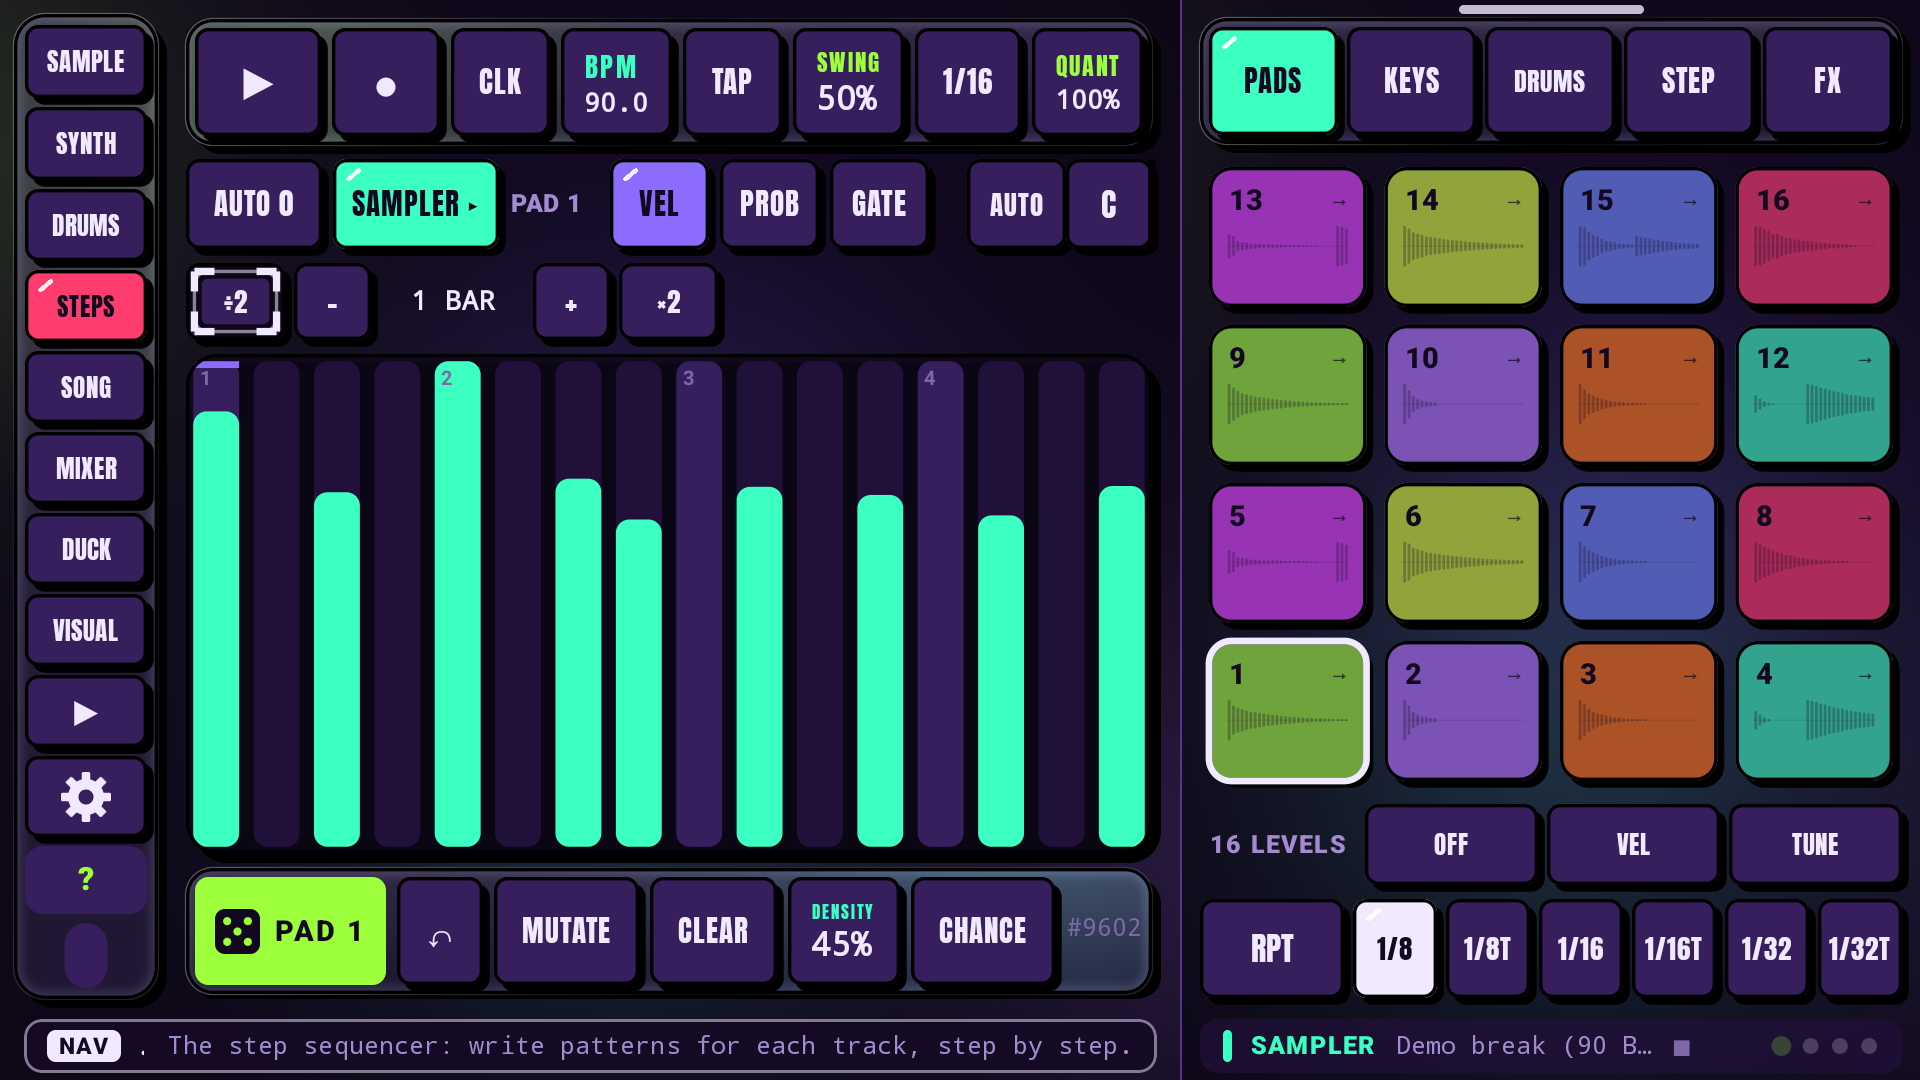 SAMPLE
SYNTH
DRUMS
STEPS
SONG
MIXER
DUCK
VISUAL
?
CLK
BPM
90.0
TAP
SWING
50%
1/16
QUANT
100%
AUTO O
SAMPLER ▸
PAD 1
VEL
PROB
GATE
AUTO
C
÷2
-
1 BAR
+
×2
1
2
3
4
PAD 1
MUTATE
CLEAR
DENSITY
45%
CHANCE
#9602
NAV
The step sequencer: write patterns for each track, step by step.
PADS
KEYS
DRUMS
STEP
FX
13 →
14 →
15 →
16 →
9 →
10 →
11 →
12 →
5 →
6 →
7 →
8 →
1 →
2 →
3 →
4 →
16 LEVELS
OFF
VEL
TUNE
RPT
1/8
1/8T
1/16
1/16T
1/32
1/32T
SAMPLER
Demo break (90 B…